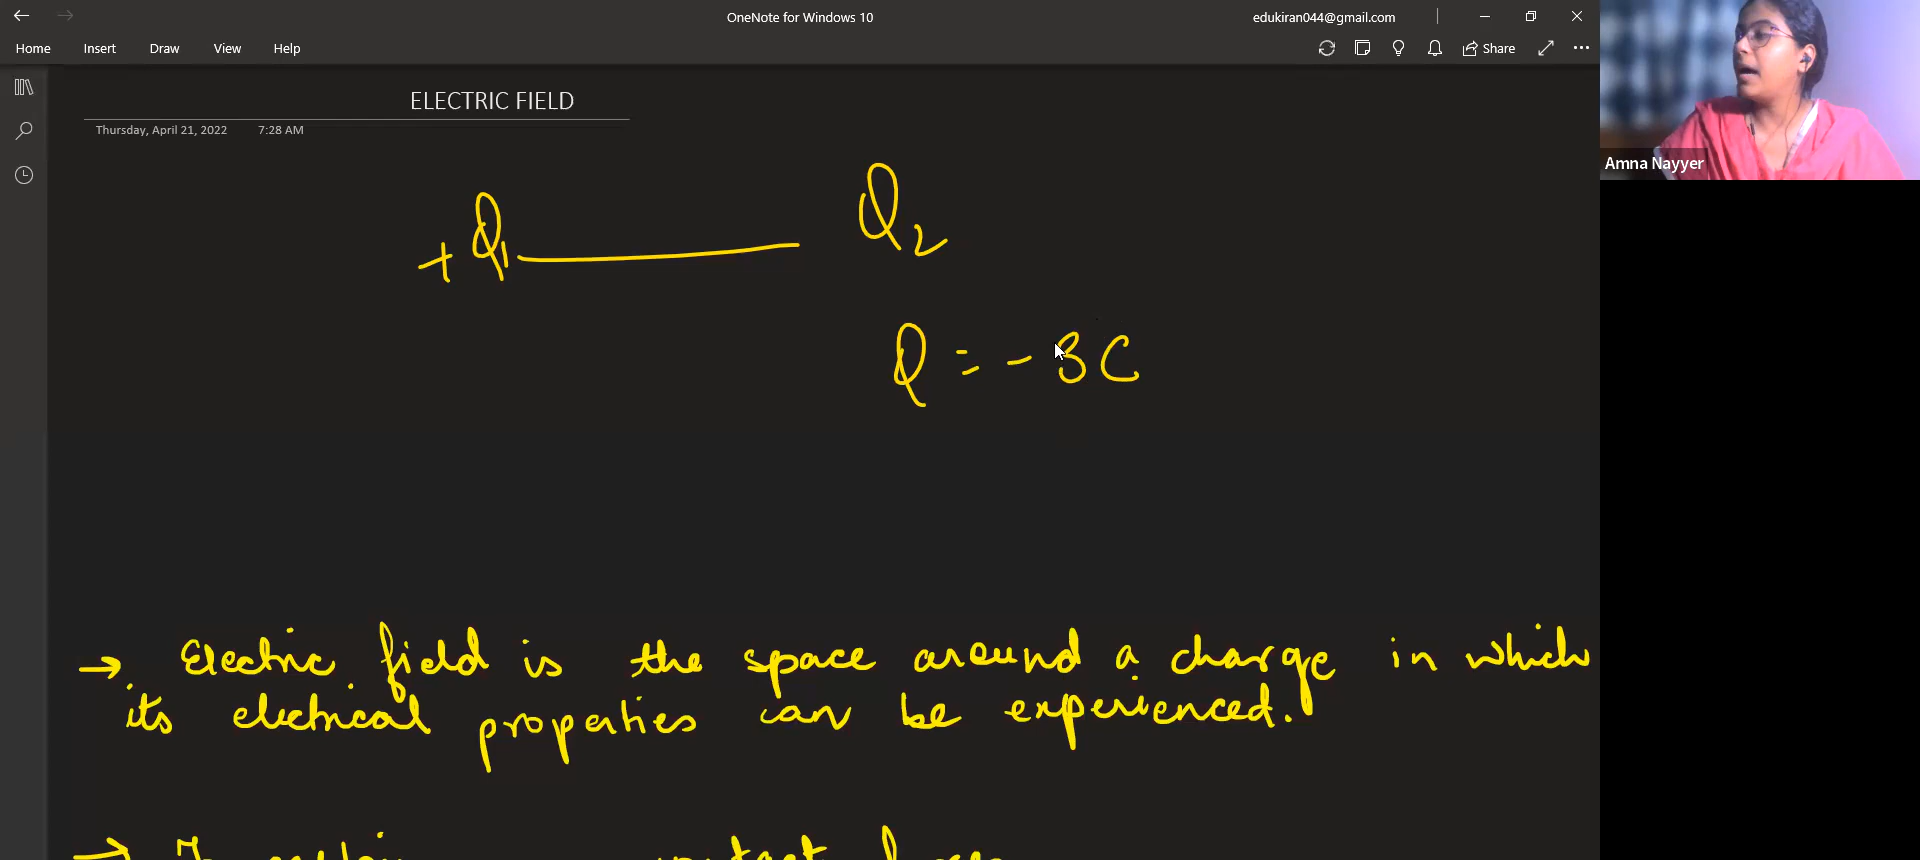 OneNote for Windows 10
edukiran044@gmail.com
Home Insert Draw View Help
Share
ELECTRIC FIELD
Thursday, April 21, 2022 7:28 AM
Amna Nayyer
+Q1 Q2
Q = -3C
→ Electric field is the space around a charge in which
its electrical properties can be experienced.